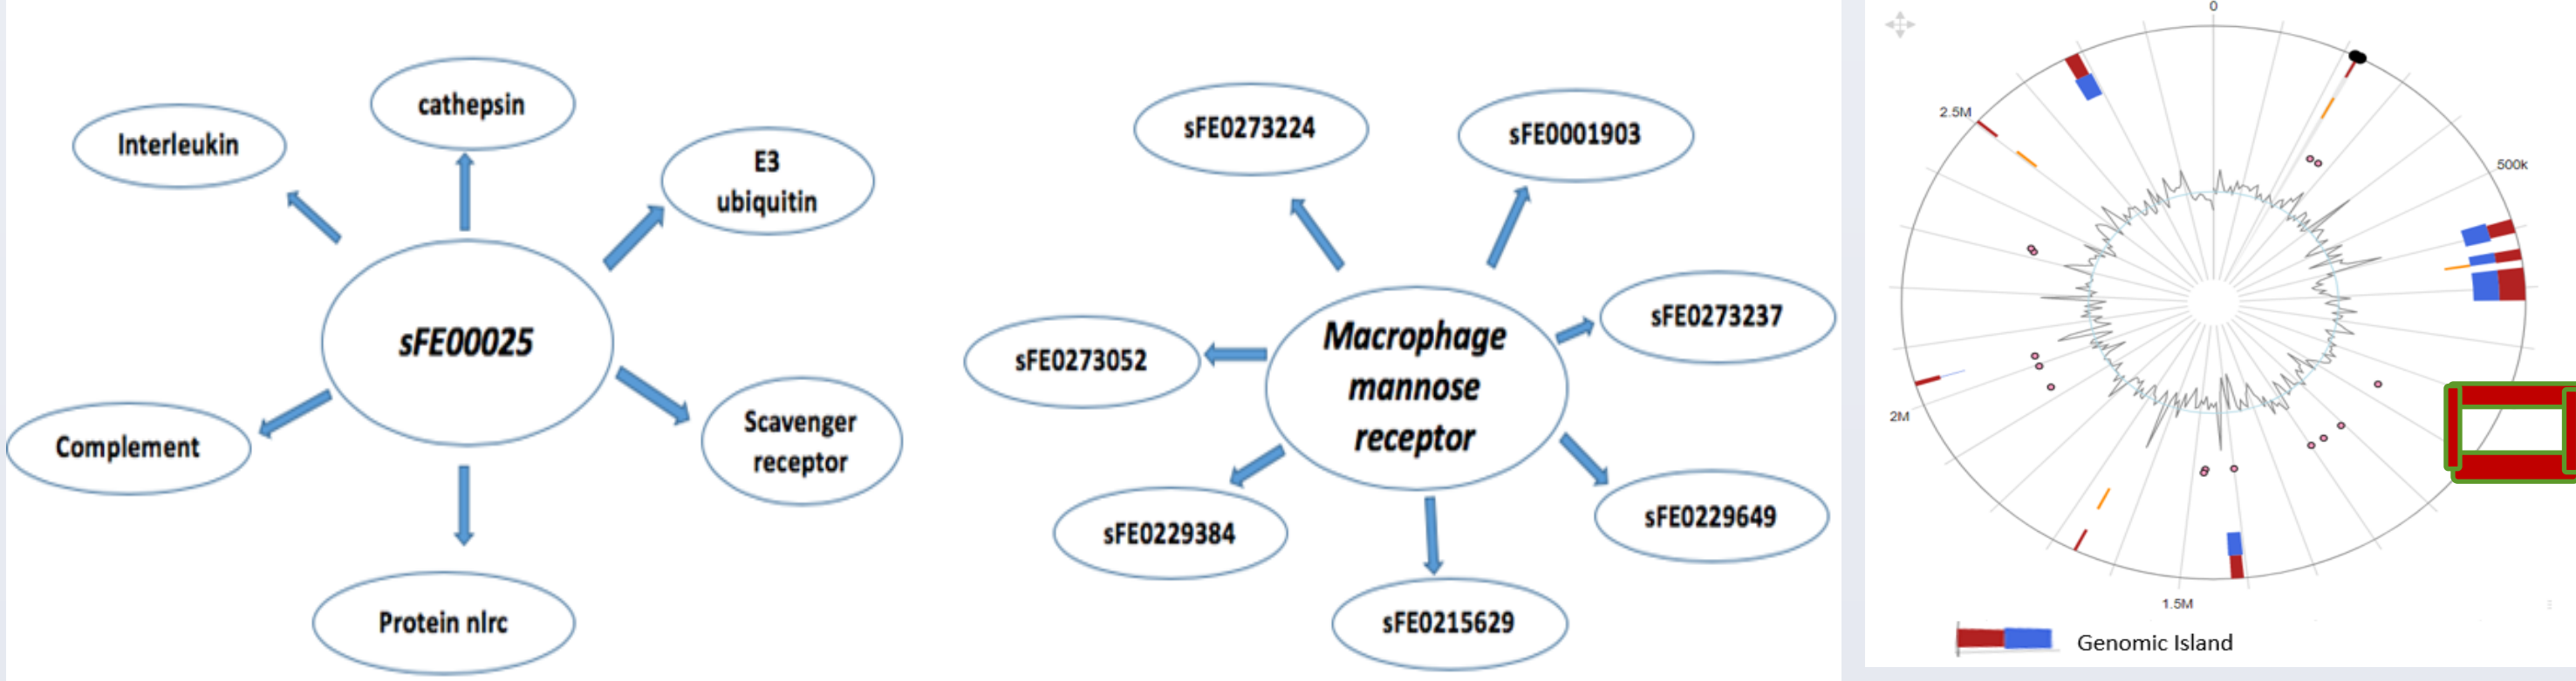 Interleukin
cathepsin
E3
ubiquitin
sFE00025
Complement
Scavenger
receptor
Protein nlrc
sFE0273224
sFE0001903
sFE0273052
Macrophage
mannose
receptor
sFE0273237
sFE0229384
sFE0229649
sFE0215629
0
500k
2.5M
2M
1.5M
Genomic Island